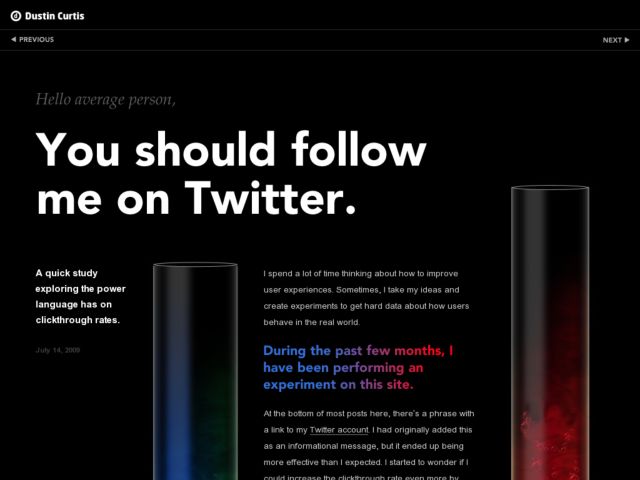 Dustin Curtis
PREVIOUS
NEXT
Hello average person,
You should follow
me on Twitter.
A quick study
exploring the power
language has on
clickthrough rates.
July 14, 2009
I spend a lot of time thinking about how to improve
user experiences. Sometimes, I take my ideas and
create experiments to get hard data about how users
behave in the real world.
During the past few months, I
have been performing an
experiment on this site.
At the bottom of most posts here, there's a phrase with
a link to my Twitter account. I had originally added this
as an informational message, but it ended up being
more effective than I expected. I started to wonder if I
could increase the clickthrough rate even more by